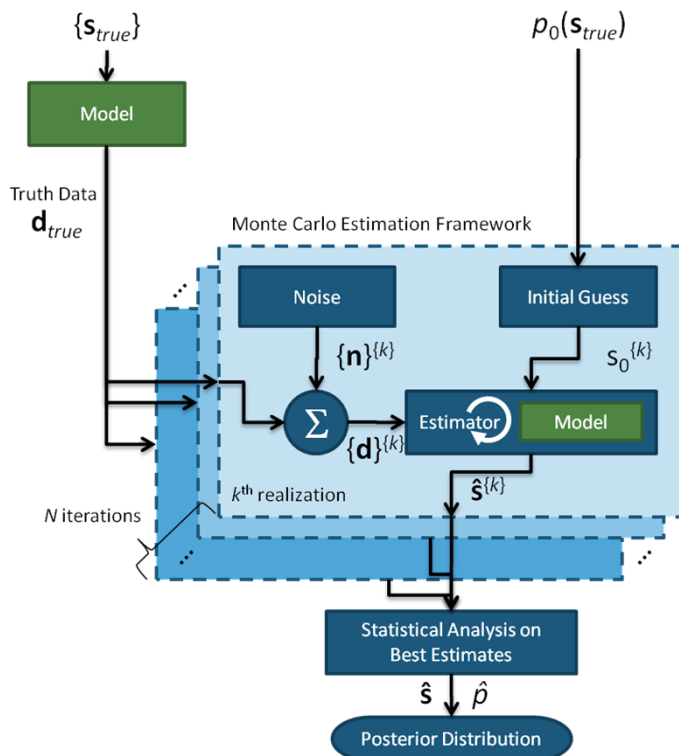 {s_true}
p_0(s_true)
Model
Truth Data
d_true
Monte Carlo Estimation Framework
Noise
Initial Guess
{n}^{k}
s_0^{k}
Σ
Estimator
Model
{d}^{k}
ŝ^{k}
k^th realization
N iterations
...
...
...
Statistical Analysis on
Best Estimates
ŝ p̂
Posterior Distribution